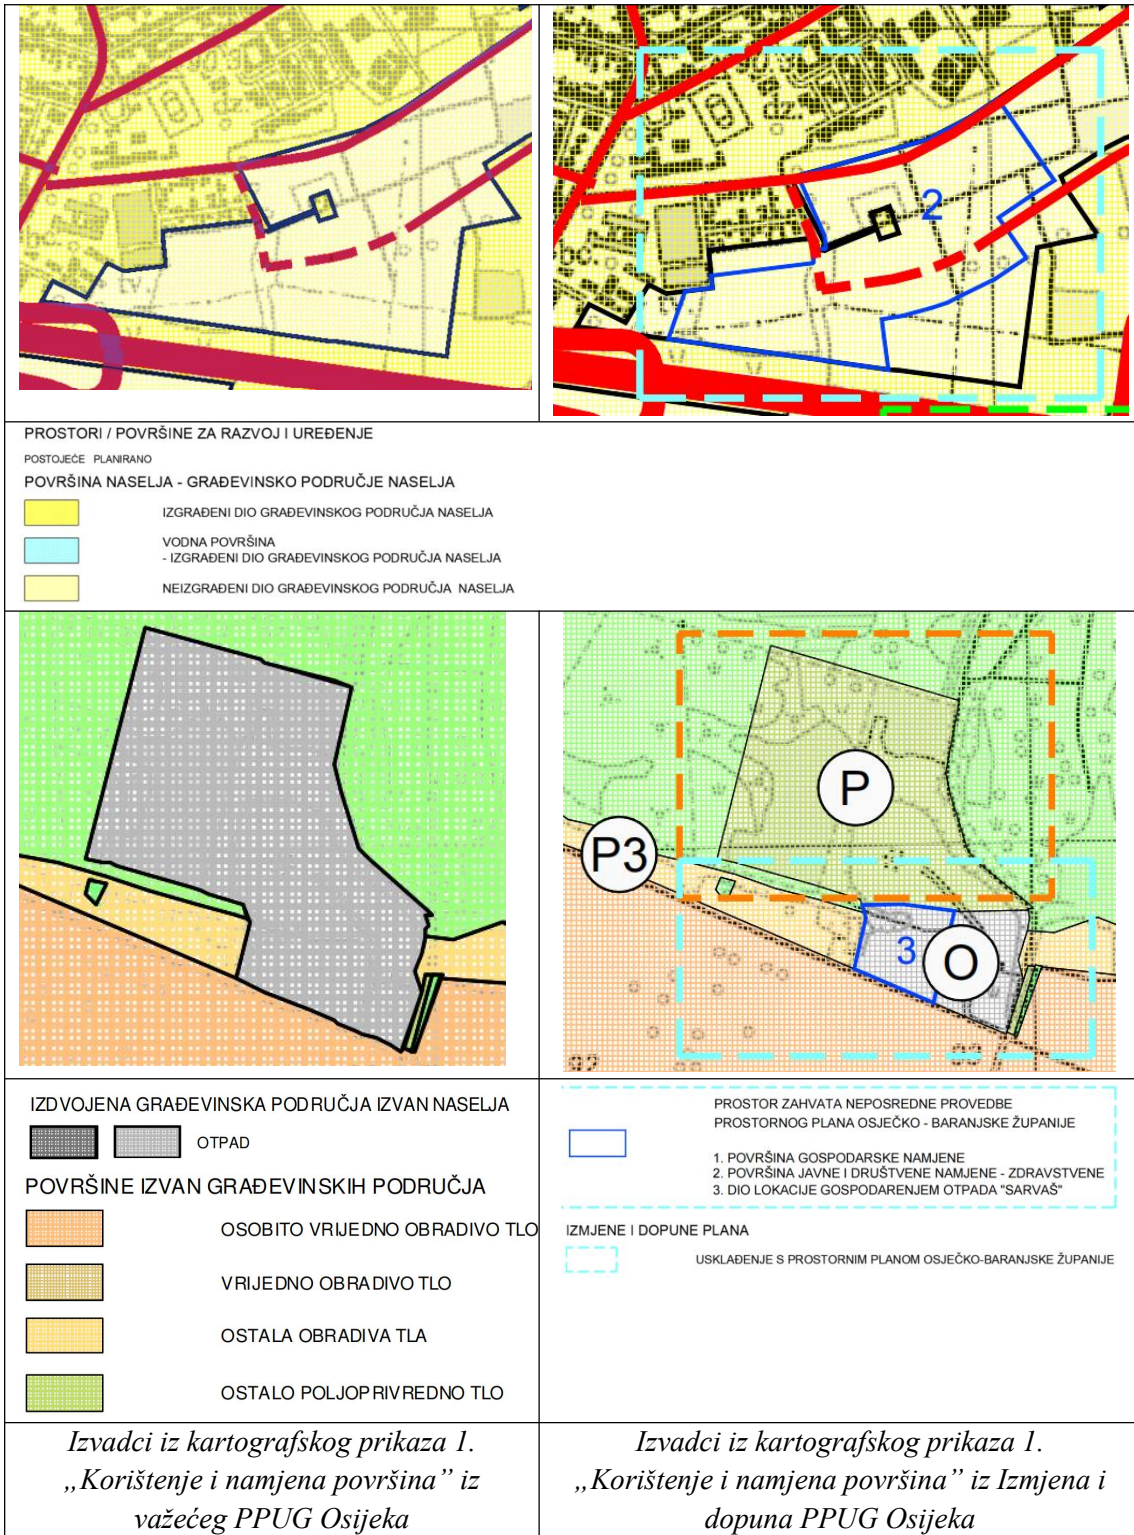 2
PROSTORI / POVRŠINE ZA RAZVOJ I UREĐENJE
POSTOJEĆE PLANIRANO
POVRŠINA NASELJA - GRAĐEVINSKO PODRUČJE NASELJA
IZGRAĐENI DIO GRAĐEVINSKOG PODRUČJA NASELJA
VODNA POVRŠINA
- IZGRAĐENI DIO GRAĐEVINSKOG PODRUČJA NASELJA
NEIZGRAĐENI DIO GRAĐEVINSKOG PODRUČJA NASELJA
P
P3
3
O
IZDVOJENA GRAĐEVINSKA PODRUČJA IZVAN NASELJA
OTPAD
POVRŠINE IZVAN GRAĐEVINSKIH PODRUČJA
OSOBITO VRIJEDNO OBRADIVO TLO
VRIJEDNO OBRADIVO TLO
OSTALA OBRADIVA TLA
OSTALO POLJOPRIVREDNO TLO
PROSTOR ZAHVATA NEPOSREDNE PROVEDBE
PROSTORNOG PLANA OSJEČKO - BARANJSKE ŽUPANIJE
1. POVRŠINA GOSPODARSKE NAMJENE
2. POVRŠINA JAVNE I DRUŠTVENE NAMJENE - ZDRAVSTVENE
3. DIO LOKACIJE GOSPODARENJEM OTPADA "SARVAŠ"
IZMJENE I DOPUNE PLANA
USKLAĐENJE S PROSTORNIM PLANOM OSJEČKO-BARANJSKE ŽUPANIJE
Izvadci iz kartografskog prikaza 1.
„Korištenje i namjena površina” iz
važećeg PPUG Osijeka
Izvadci iz kartografskog prikaza 1.
„Korištenje i namjena površina” iz Izmjena i
dopuna PPUG Osijeka